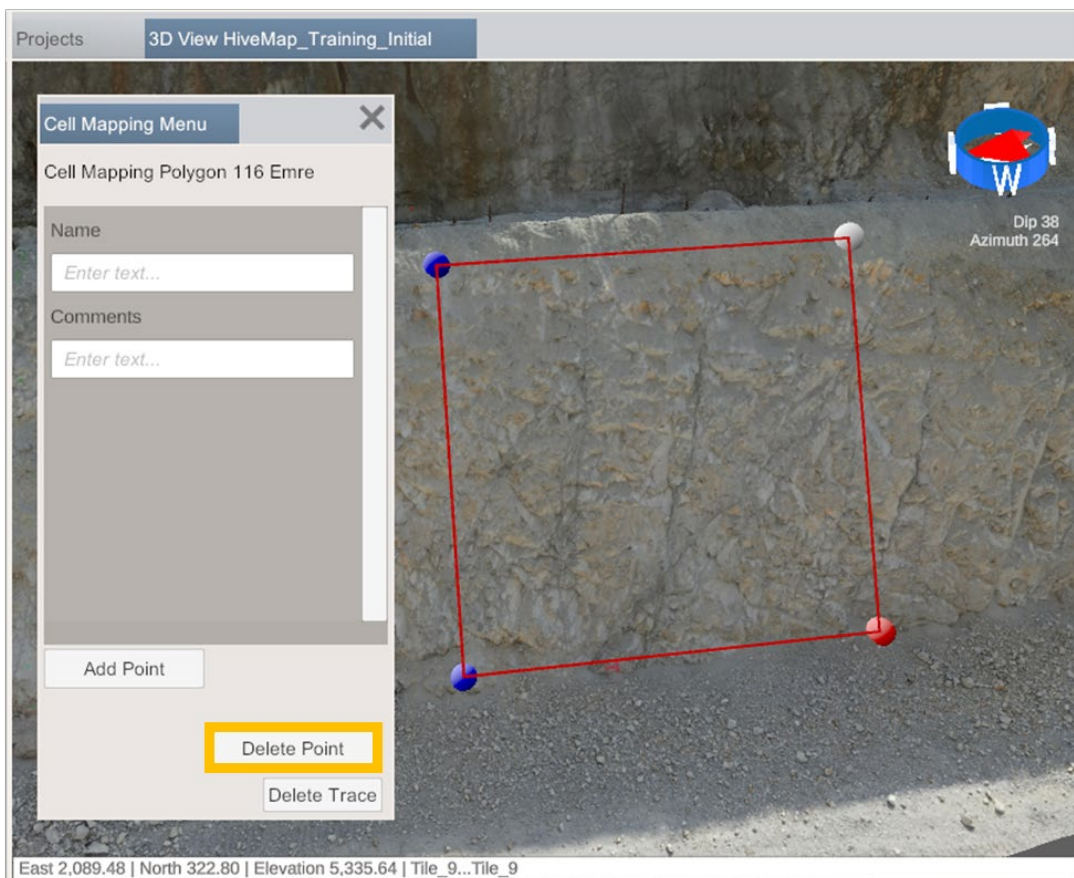 Projects
3D View HiveMap_Training_Initial
Cell Mapping Menu
Cell Mapping Polygon 116 Emre
Name
Enter text...
Comments
Enter text...
Add Point
Delete Point
Delete Trace
W
Dip 38
Azimuth 264
East 2,089.48 | North 322.80 | Elevation 5,335.64 | Tile_9...Tile_9